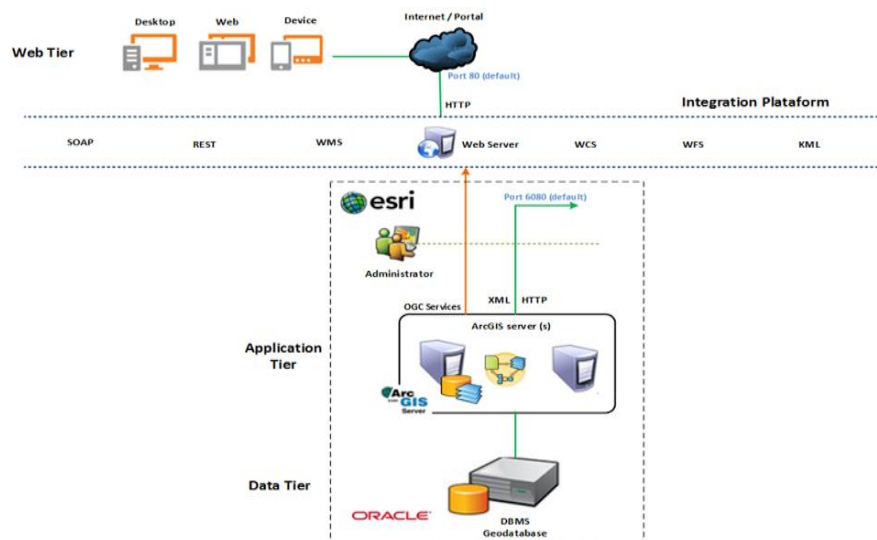 Desktop
Web
Device
Internet / Portal
Web Tier
Port 80 (default)
HTTP
Integration Plataform
SOAP
REST
WMS
Web Server
WCS
WFS
KML
esri
Port 6080 (default)
Administrator
OGC Services
XML
HTTP
ArcGIS server (s)
Application
Tier
Arc
GIS
Server
Data Tier
ORACLE
DBMS
Geodatabase